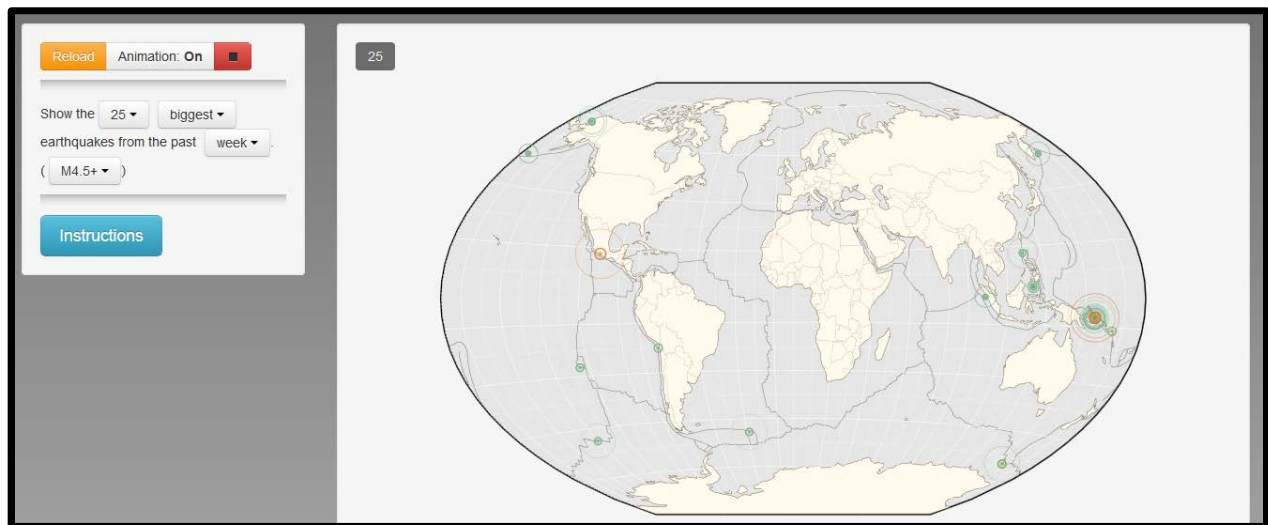 Reload Animation: On
25
Show the 25 biggest
earthquakes from the past week .
( M4.5+ )
Instructions